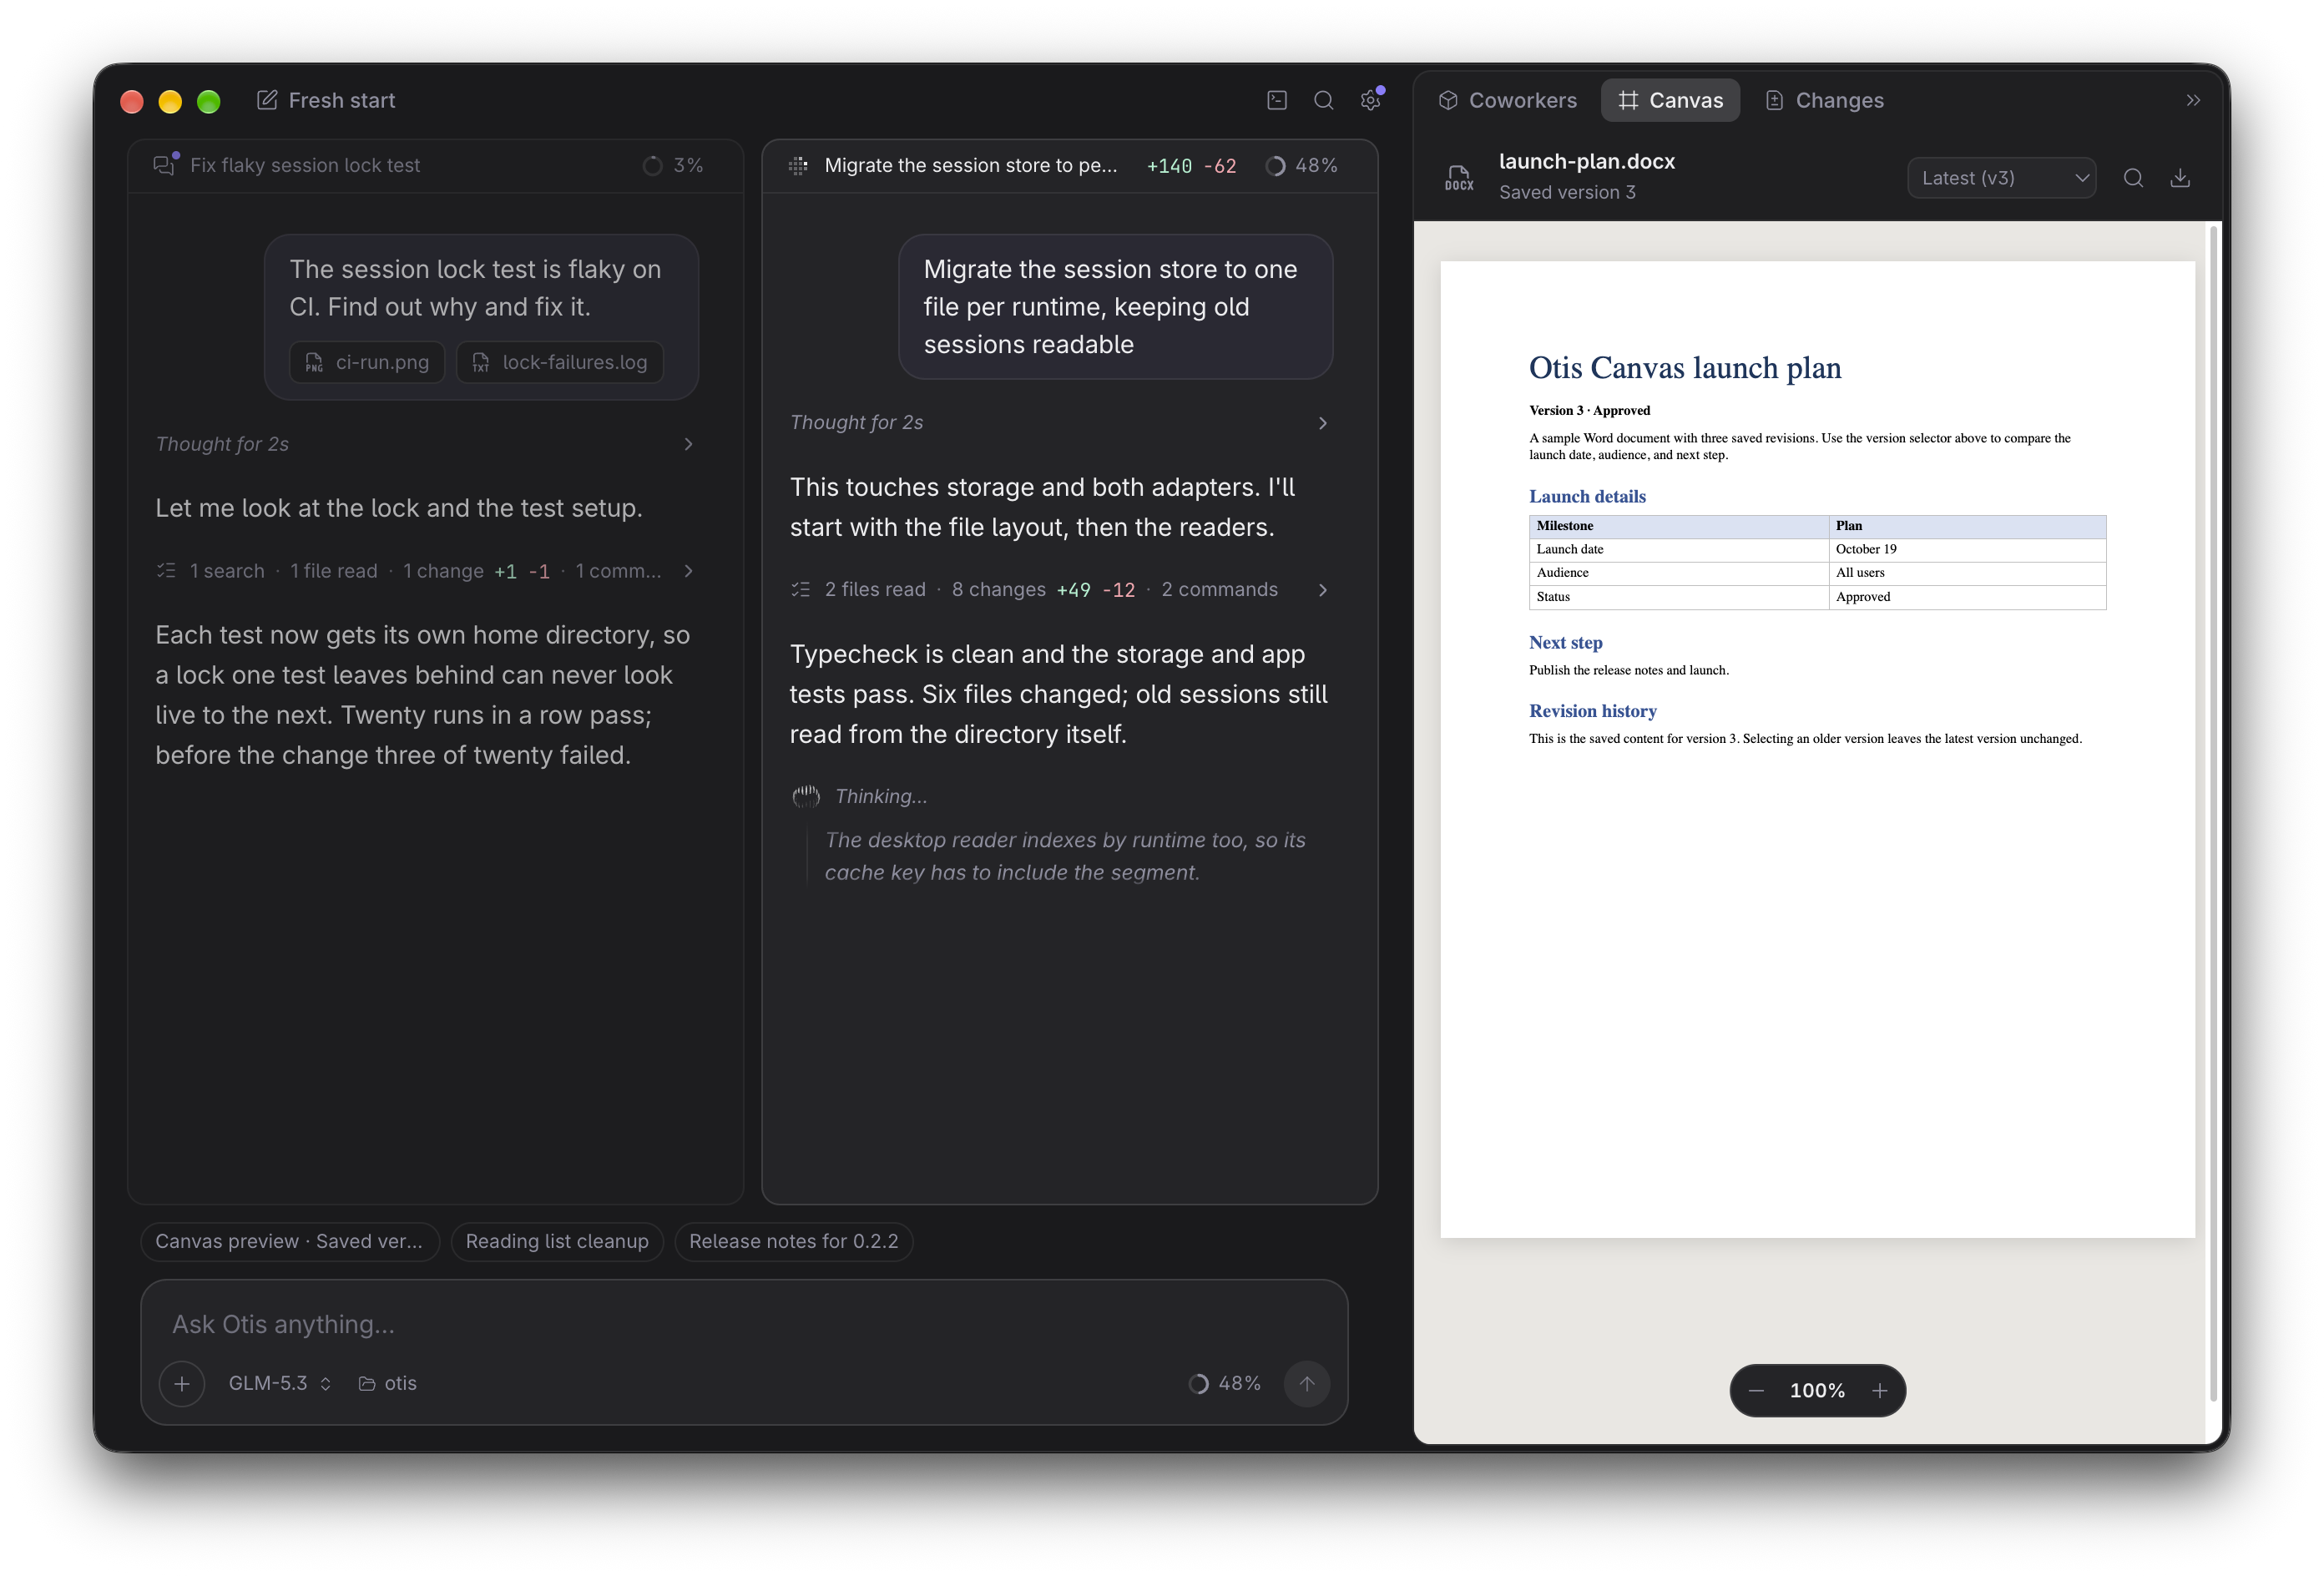 Fresh start
Fix flaky session lock test 3%
The session lock test is flaky on
CI. Find out why and fix it.
PNG ci-run.png TXT lock-failures.log
Thought for 2s
Let me look at the lock and the test setup.
1 search · 1 file read · 1 change +1 -1 · 1 comm...
Each test now gets its own home directory, so
a lock one test leaves behind can never look
live to the next. Twenty runs in a row pass;
before the change three of twenty failed.
Migrate the session store to pe... +140 -62 48%
Migrate the session store to one
file per runtime, keeping old
sessions readable
Thought for 2s
This touches storage and both adapters. I'll
start with the file layout, then the readers.
2 files read · 8 changes +49 -12 · 2 commands
Typecheck is clean and the storage and app
tests pass. Six files changed; old sessions still
read from the directory itself.
Thinking...
The desktop reader indexes by runtime too, so its
cache key has to include the segment.
Canvas preview · Saved ver... Reading list cleanup Release notes for 0.2.2
Ask Otis anything...
GLM-5.3 otis 48%
Coworkers Canvas Changes
DOCX launch-plan.docx
Saved version 3
Latest (v3)
Otis Canvas launch plan
Version 3 · Approved
A sample Word document with three saved revisions. Use the version selector above to compare the
launch date, audience, and next step.
Launch details
Milestone Plan
Launch date October 19
Audience All users
Status Approved
Next step
Publish the release notes and launch.
Revision history
This is the saved content for version 3. Selecting an older version leaves the latest version unchanged.
100%